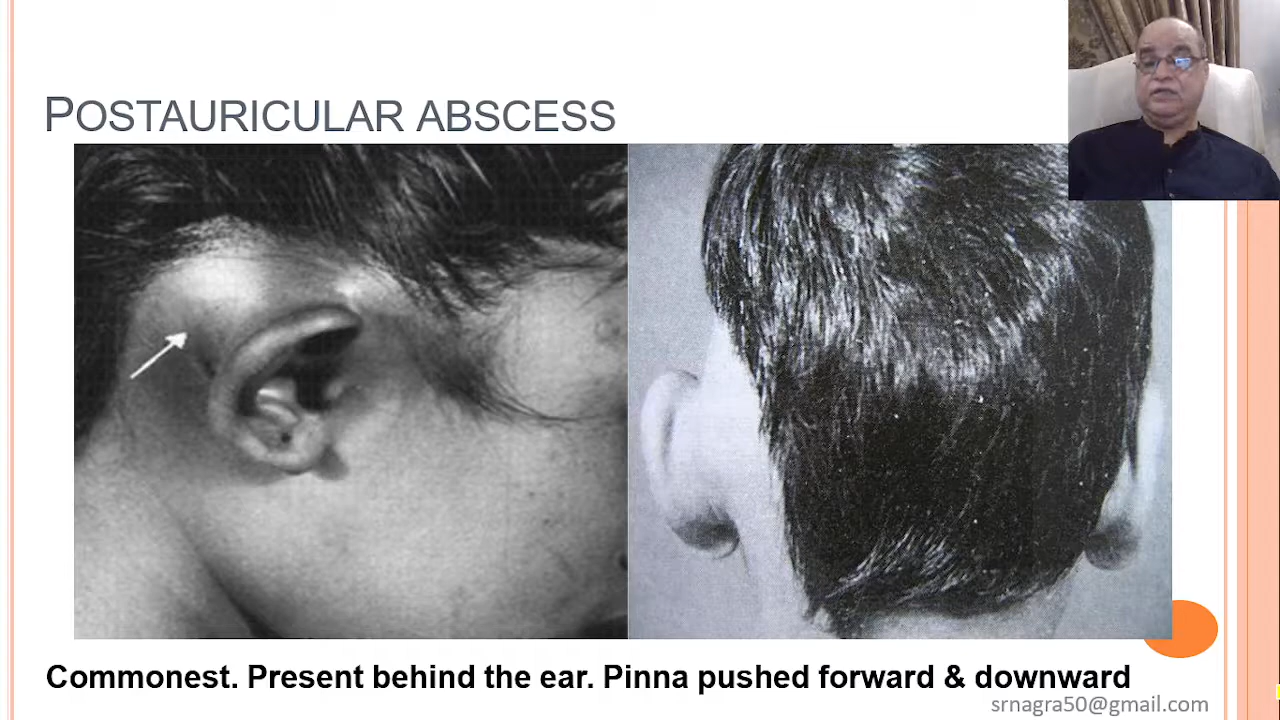 POSTAURICULAR ABSCESS
Commonest. Present behind the ear. Pinna pushed forward & downward
srnagra50@gmail.com